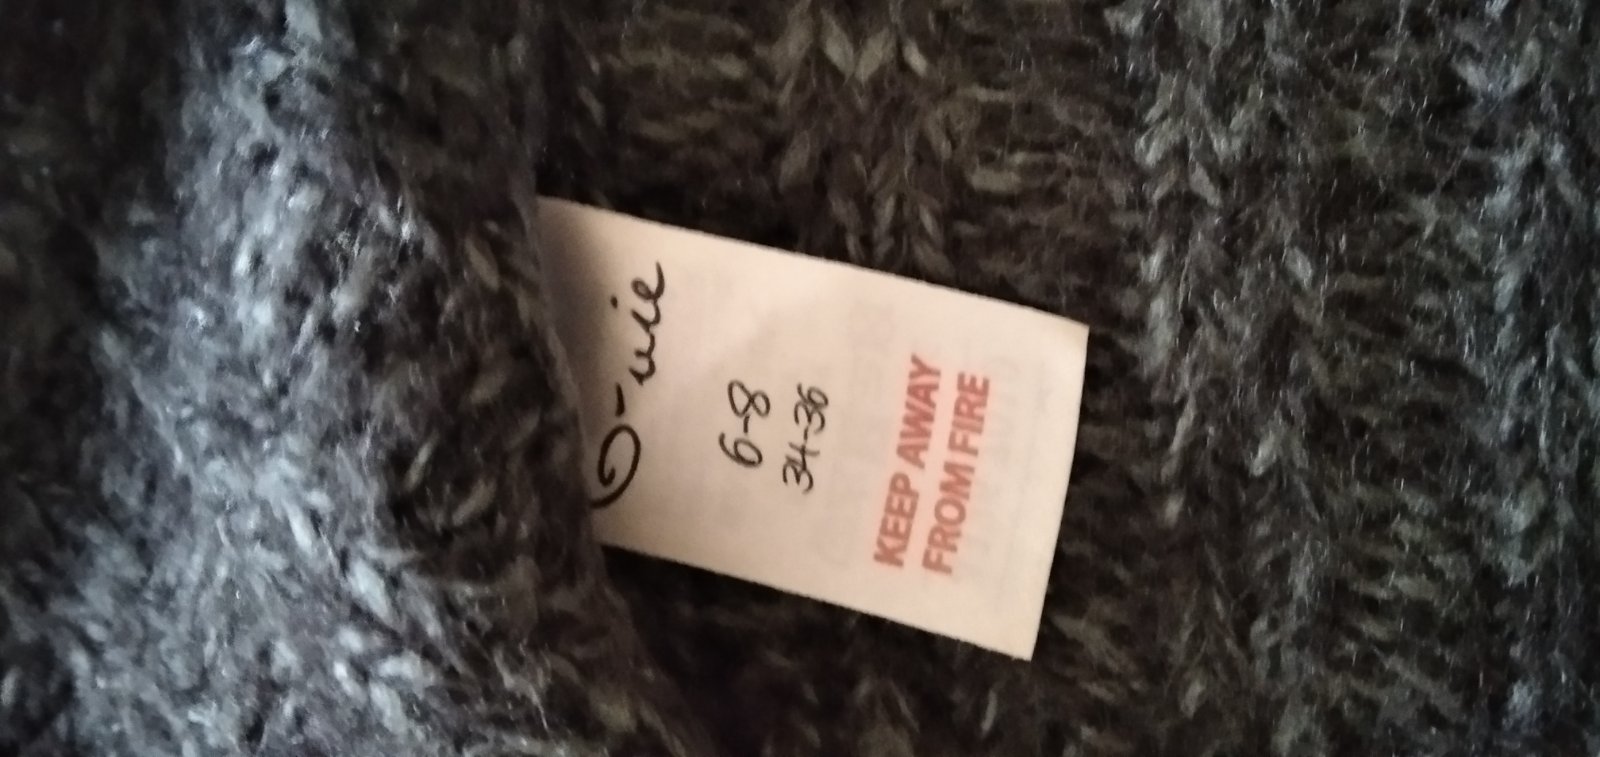 6-8
34-36
KEEP AWAY
FROM FIRE